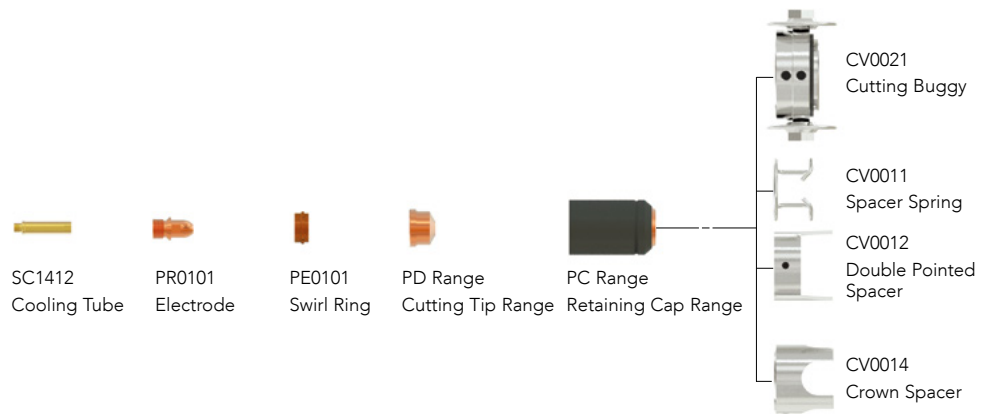 CV0021
Cutting Buggy
CV0011
Spacer Spring
CV0012
Double Pointed
Spacer
SC1412
Cooling Tube
PR0101
Electrode
PE0101
Swirl Ring
PD Range
Cutting Tip Range
PC Range
Retaining Cap Range
CV0014
Crown Spacer